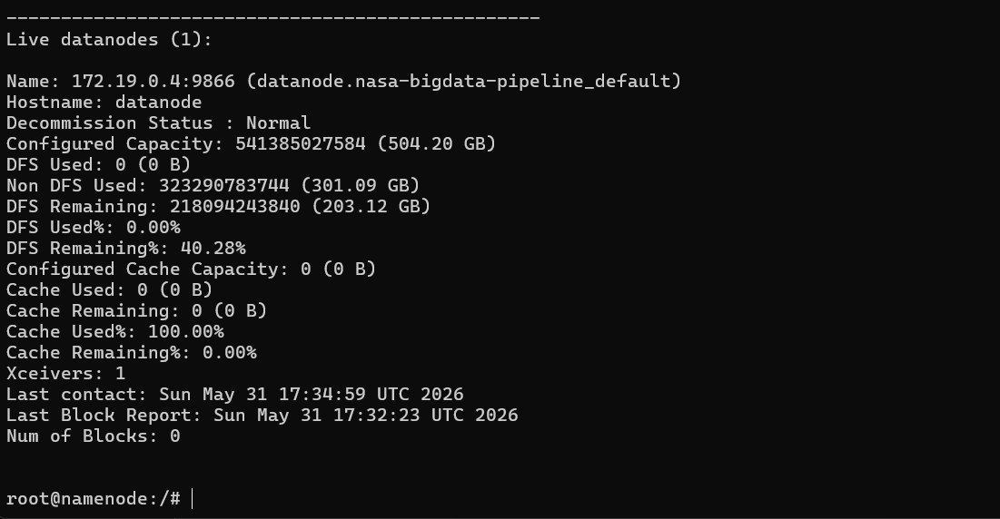 -------------------------------------------------
Live datanodes (1):
Name: 172.19.0.4:9866 (datanode.nasa-bigdata-pipeline_default)
Hostname: datanode
Decommission Status : Normal
Configured Capacity: 541385027584 (504.20 GB)
DFS Used: 0 (0 B)
Non DFS Used: 323290783744 (301.09 GB)
DFS Remaining: 218094243840 (203.12 GB)
DFS Used%: 0.00%
DFS Remaining%: 40.28%
Configured Cache Capacity: 0 (0 B)
Cache Used: 0 (0 B)
Cache Remaining: 0 (0 B)
Cache Used%: 100.00%
Cache Remaining%: 0.00%
Xceivers: 1
Last contact: Sun May 31 17:34:59 UTC 2026
Last Block Report: Sun May 31 17:32:23 UTC 2026
Num of Blocks: 0
root@namenode:/#